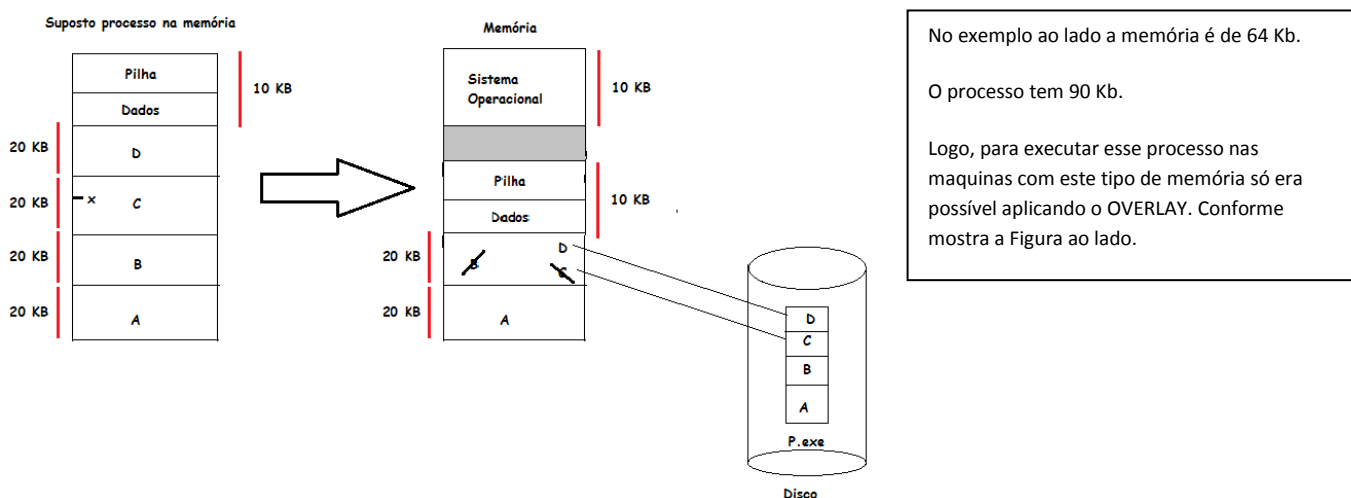 Suposto processo na memória
Pilha
Dados
10 KB
20 KB
D
20 KB
x
C
20 KB
B
20 KB
A
Memória
Sistema
Operacional
10 KB
Pilha
Dados
10 KB
20 KB
B
D
C
20 KB
A
D
C
B
A
P.exe
Disco
No exemplo ao lado a memória é de 64 Kb.
O processo tem 90 Kb.
Logo, para executar esse processo nas
maquinas com este tipo de memória só era
possível aplicando o OVERLAY. Conforme
mostra a Figura ao lado.